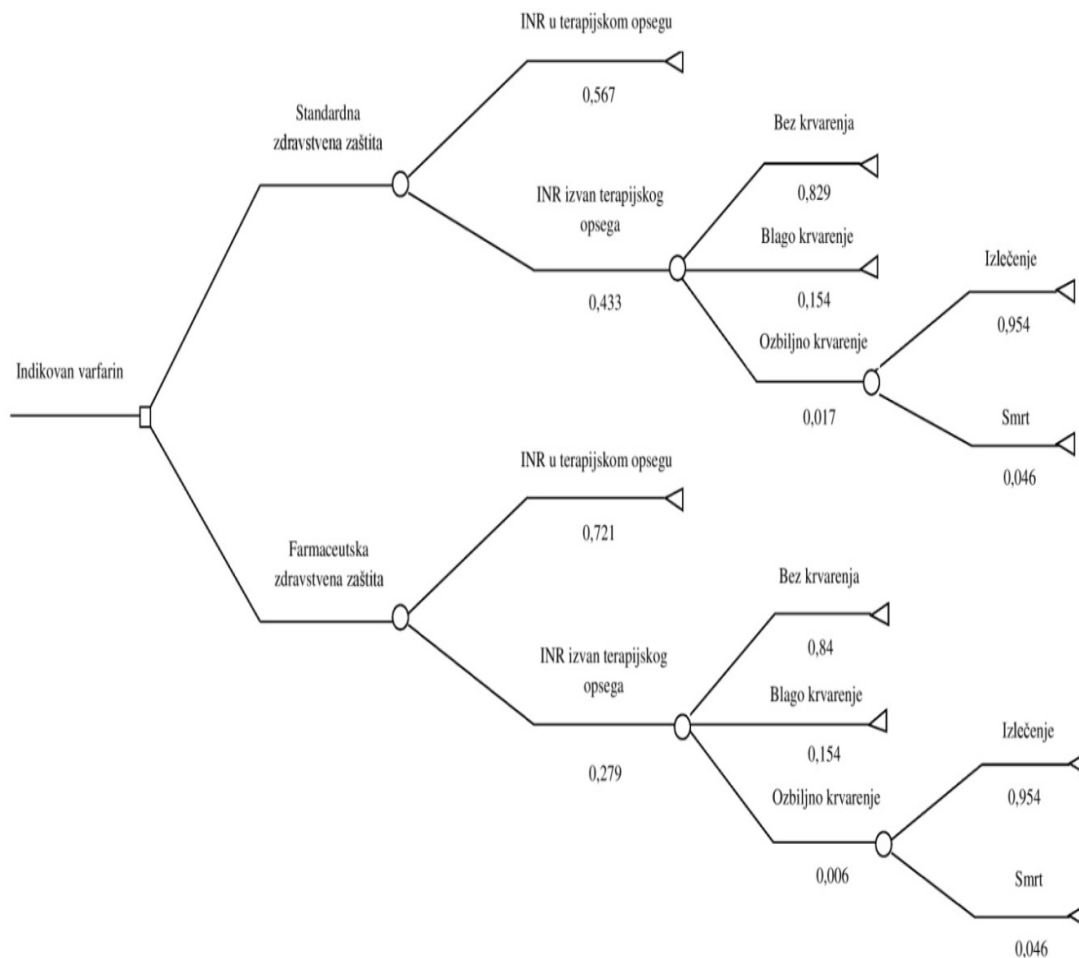 INR u terapijskom opsegu
0,567
Standardna
zdravstvena zaštita
Bez krvarenja
0,829
INR izvan terapijskog
opsega
0,433
Blago krvarenje
0,154
Izlečenje
0,954
Ozbiljno krvarenje
0,017
Smrt
0,046
Indikovan varfarin
INR u terapijskom opsegu
0,721
Farmaceutska
zdravstvena zaštita
Bez krvarenja
0,84
INR izvan terapijskog
opsega
0,279
Blago krvarenje
0,154
Izlečenje
0,954
Ozbiljno krvarenje
0,006
Smrt
0,046